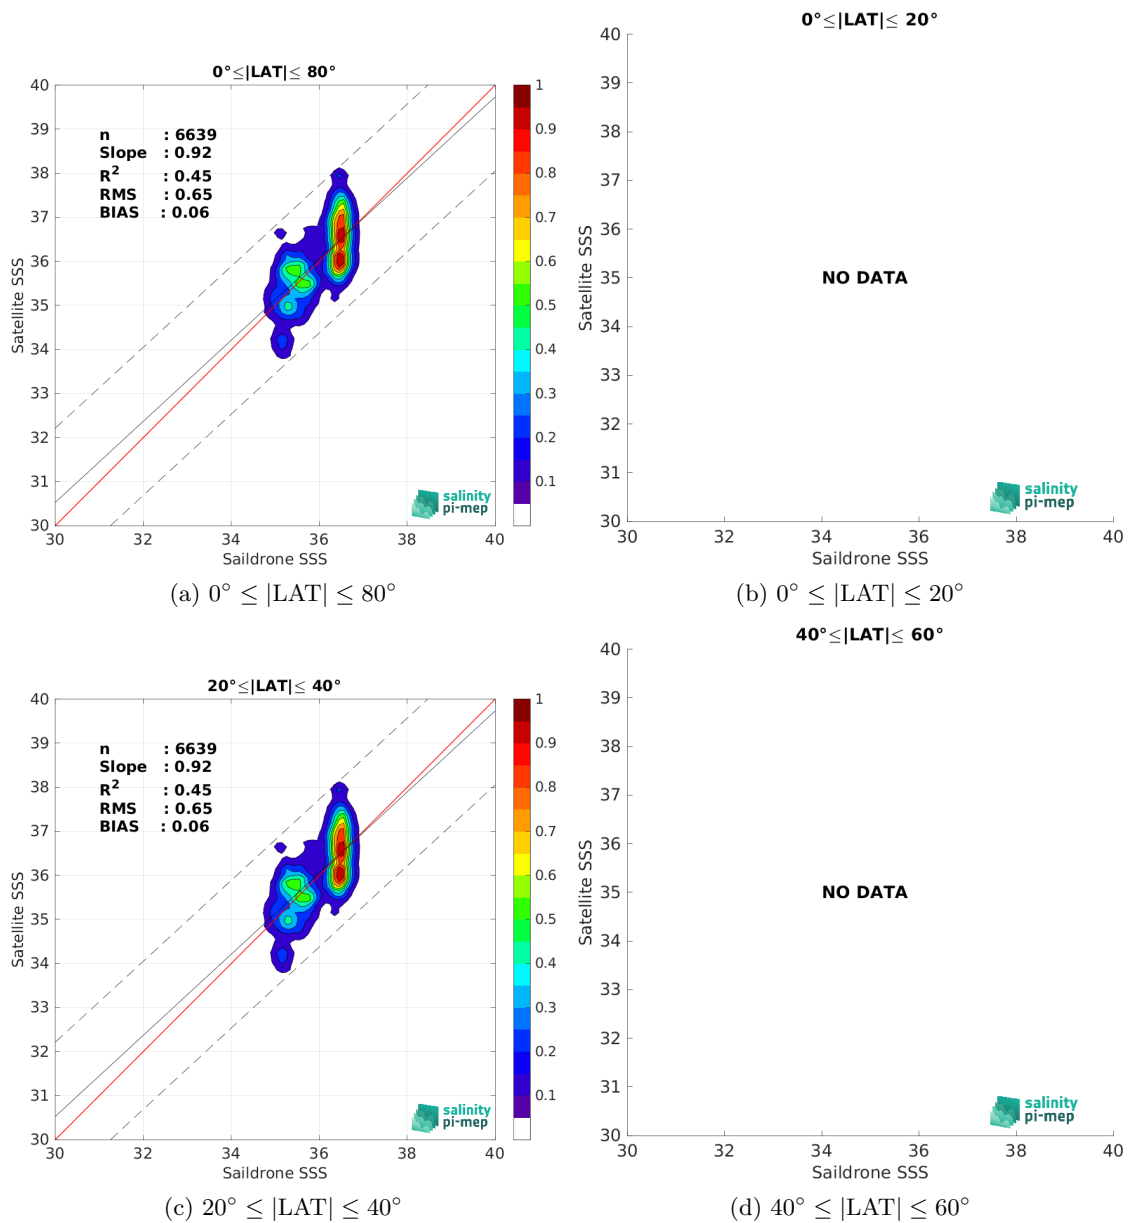 0°≤|LAT|≤ 80°
n : 6639
Slope : 0.92
R² : 0.45
RMS : 0.65
BIAS : 0.06
40
39
38
37
36
35
34
33
32
31
30
30 32 34 36 38 40
Satellite SSS
Saildrone SSS
1
0.9
0.8
0.7
0.6
0.5
0.4
0.3
0.2
0.1
salinity
pi-mep
(a) 0° ≤ |LAT| ≤ 80°
0°≤|LAT|≤ 20°
40
39
38
37
36
35
34
33
32
31
30
30 32 34 36 38 40
Satellite SSS
Saildrone SSS
NO DATA
salinity
pi-mep
(b) 0° ≤ |LAT| ≤ 20°
20°≤|LAT|≤ 40°
n : 6639
Slope : 0.92
R² : 0.45
RMS : 0.65
BIAS : 0.06
40
39
38
37
36
35
34
33
32
31
30
30 32 34 36 38 40
Satellite SSS
Saildrone SSS
1
0.9
0.8
0.7
0.6
0.5
0.4
0.3
0.2
0.1
salinity
pi-mep
(c) 20° ≤ |LAT| ≤ 40°
40°≤|LAT|≤ 60°
40
39
38
37
36
35
34
33
32
31
30
30 32 34 36 38 40
Satellite SSS
Saildrone SSS
NO DATA
salinity
pi-mep
(d) 40° ≤ |LAT| ≤ 60°